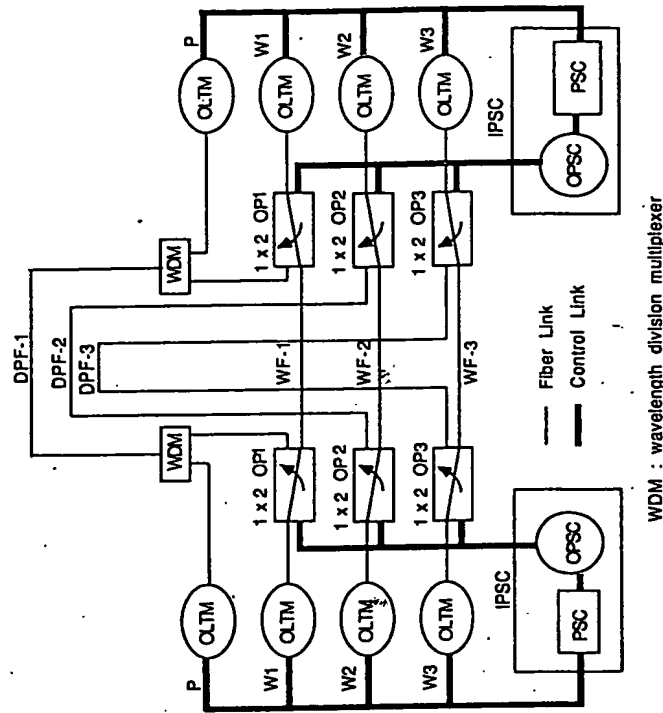 DPF-1
DPF-2
DPF-3
WDM
WDM
P
OLTM
OLTM
P
W1
OLTM
1 x 2 OP1
WF-1
1 x 2 OP1
OLTM
W1
W2
OLTM
1 x 2 OP2
WF-2
1 x 2 OP2
OLTM
W2
W3
OLTM
1 x 2 OP3
WF-3
1 x 2 OP3
OLTM
W3
IPSC
PSC
OPSC
Fiber Link
Control Link
IPSC
OPSC
PSC
WDM : wavelength division multiplexer